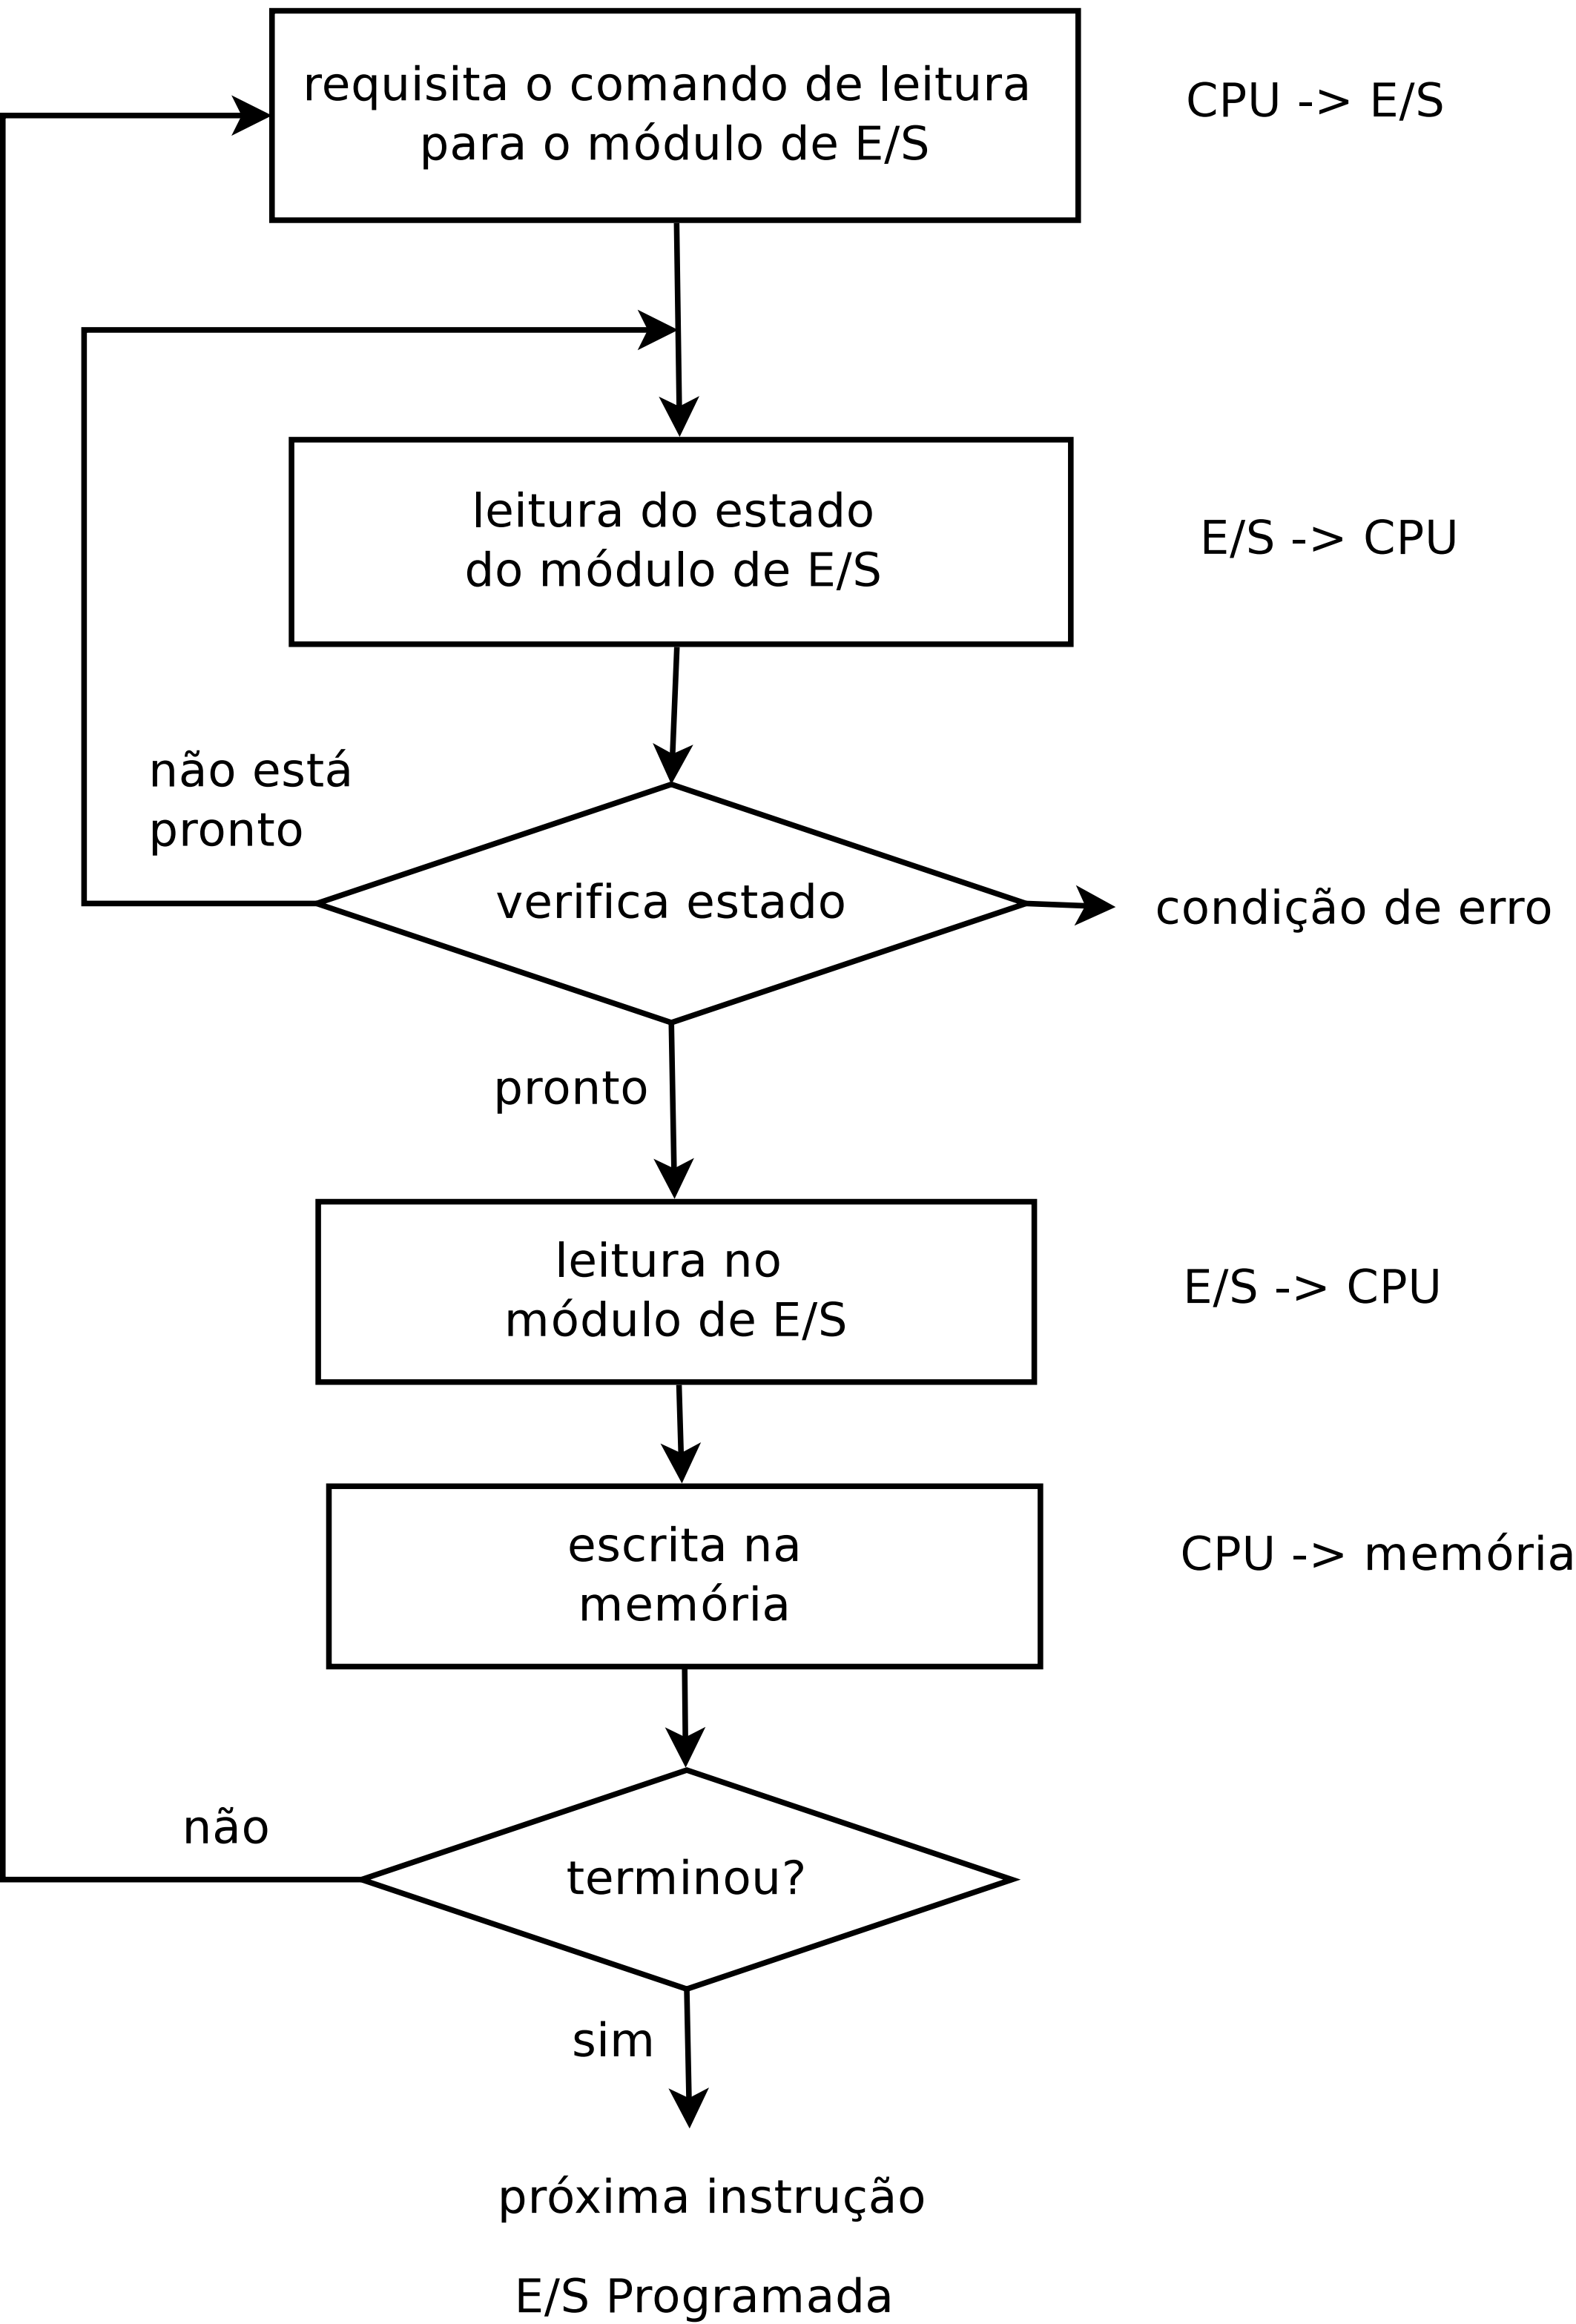 requisita o comando de leitura
para o módulo de E/S
CPU -> E/S
leitura do estado
do módulo de E/S
E/S -> CPU
não está
pronto
verifica estado
condição de erro
pronto
leitura no
módulo de E/S
E/S -> CPU
escrita na
memória
CPU -> memória
não
terminou?
sim
próxima instrução
E/S Programada